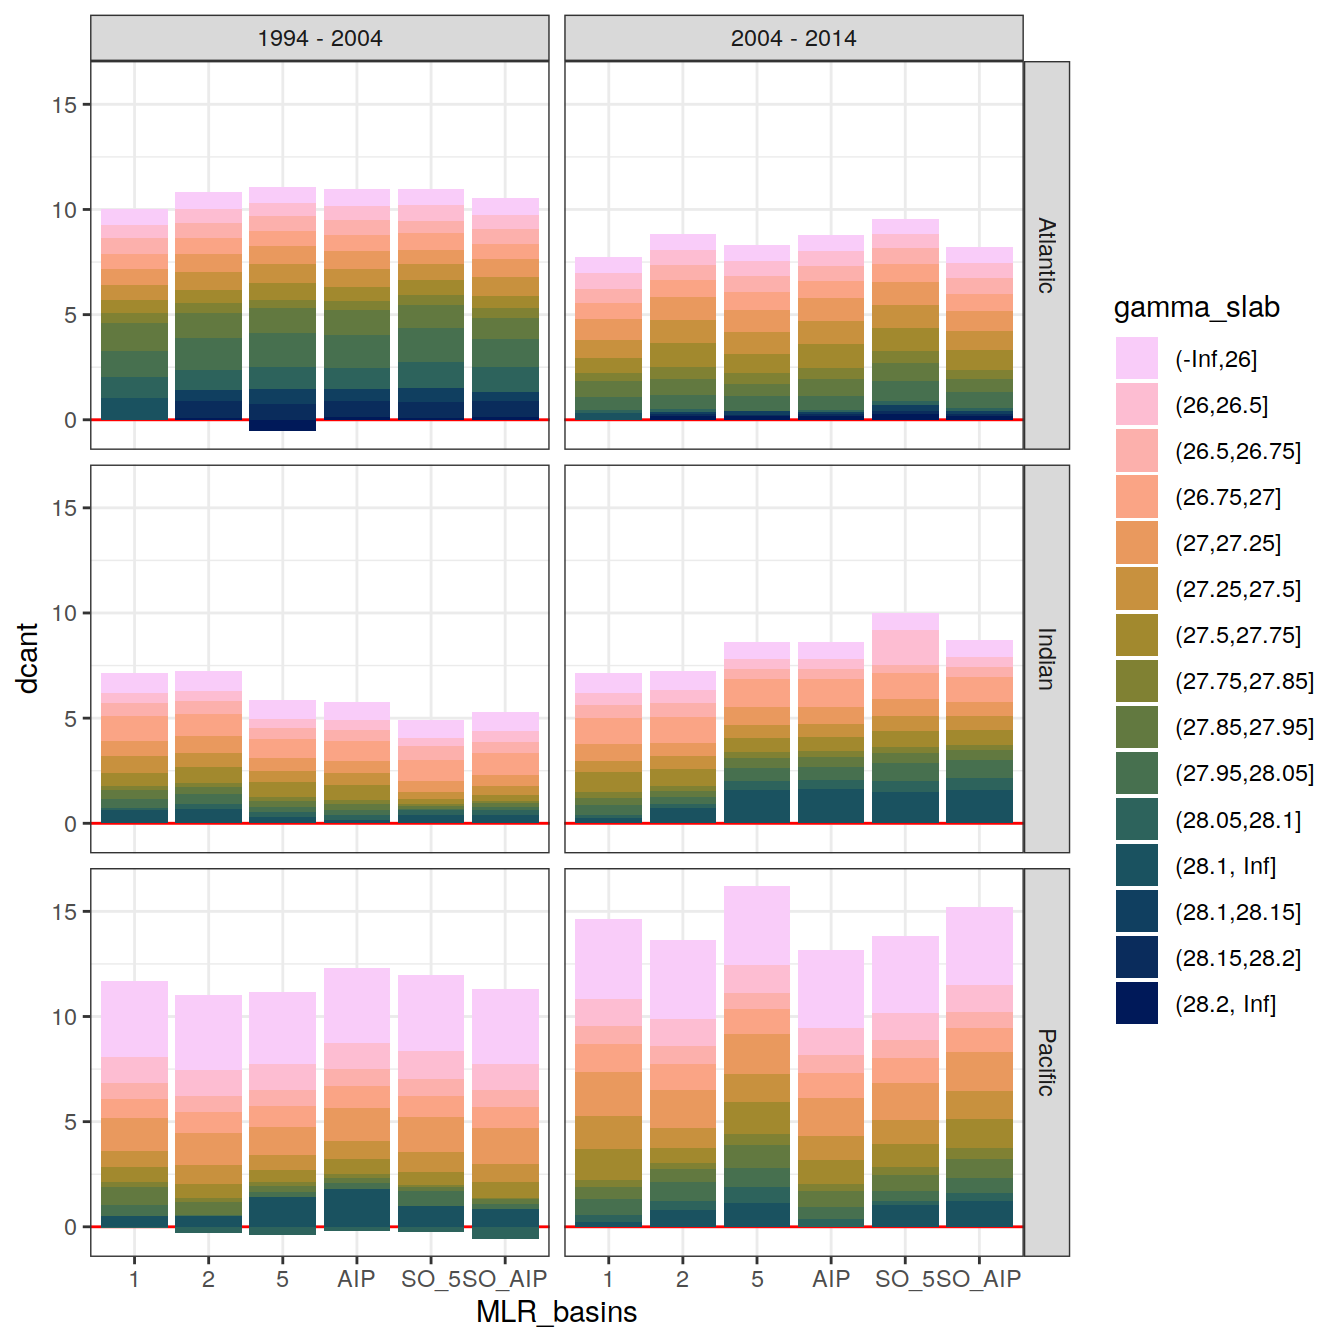 1994 - 2004
2004 - 2014
15
10
5
0
Atlantic
15
10
5
0
Indian
15
10
5
0
Pacific
dcant
1 2 5 AIP SO_5 SO_AIP
1 2 5 AIP SO_5 SO_AIP
MLR_basins
gamma_slab
(-Inf,26]
(26,26.5]
(26.5,26.75]
(26.75,27]
(27,27.25]
(27.25,27.5]
(27.5,27.75]
(27.75,27.85]
(27.85,27.95]
(27.95,28.05]
(28.05,28.1]
(28.1, Inf]
(28.1,28.15]
(28.15,28.2]
(28.2, Inf]